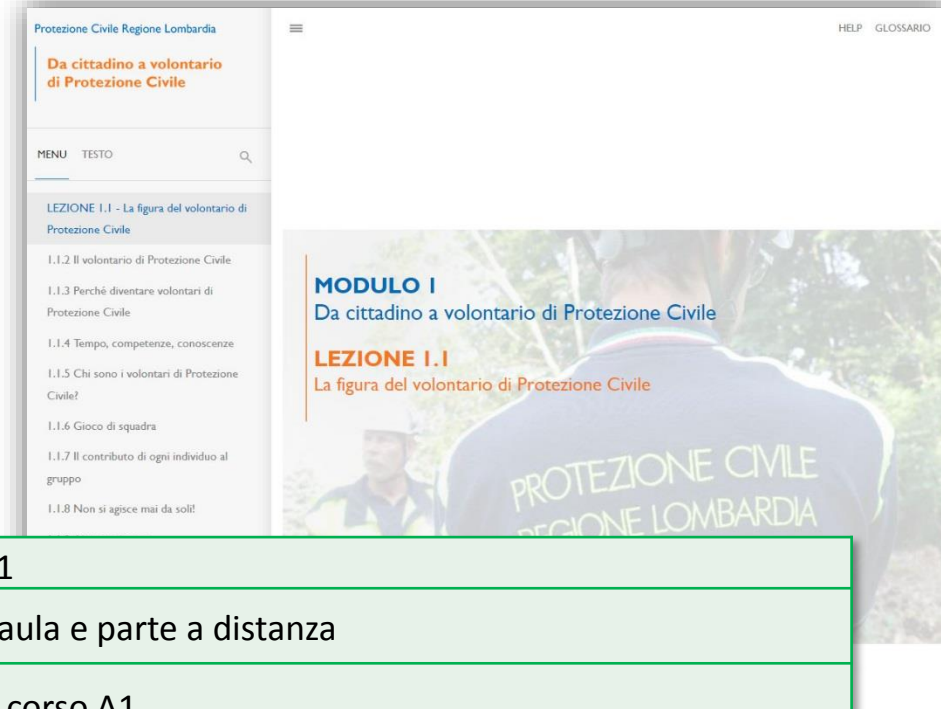 Protezione Civile Regione Lombardia
HELP GLOSSARIO
Da cittadino a volontario
di Protezione Civile
MENU TESTO
LEZIONE 1.1 - La figura del volontario di
Protezione Civile
1.1.2 Il volontario di Protezione Civile
1.1.3 Perché diventare volontari di
Protezione Civile
1.1.4 Tempo, competenze, conoscenze
1.1.5 Chi sono i volontari di Protezione
Civile?
1.1.6 Gioco di squadra
1.1.7 Il contributo di ogni individuo al
gruppo
1.1.8 Non si agisce mai da soli!
MODULO 1
Da cittadino a volontario di Protezione Civile
LEZIONE 1.1
La figura del volontario di Protezione Civile
PROTEZIONE CIVILE
REGIONE LOMBARDIA
1
aula e parte a distanza
corso A1